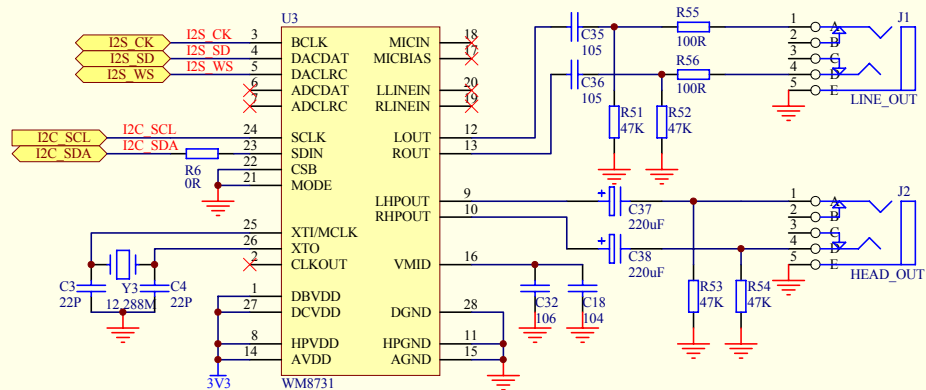 U3
I2S_CK I2S_CK 3 BCLK MICIN 18
I2S_SD I2S_SD 4 DACDAT MICBIAS 17
I2S_WS I2S_WS 5 DACLRC
6 ADCDAT LLINEIN 20
7 ADCLRC RLINEIN 19
I2C_SCL I2C_SCL 24 SCLK LOUT 12
I2C_SDA I2C_SDA 23 SDIN ROUT 13
R6
0R
22 CSB
21 MODE
LHPOUT 9
RHPOUT 10
25 XTI/MCLK
26 XTO
2 CLKOUT VMID 16
C3
22P
Y3
12.288M
C4
22P
1 DBVDD
27 DCVDD DGND 28
8 HPVDD HPGND 11
14 AVDD AGND 15
3V3
WM8731
C35
105
C36
105
R55
100R
R56
100R
R51
47K
R52
47K
1 A J1
2 B
3 C
4 D
5 E
LINE_OUT
+ C37
220uF
+ C38
220uF
R53
47K
R54
47K
C32
106
C18
104
1 A J2
2 B
3 C
4 D
5 E
HEAD_OUT